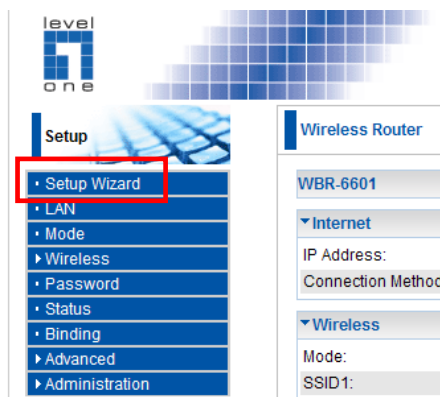 level
one
Setup
• Setup Wizard
• LAN
• Mode
▶ Wireless
• Password
• Status
• Binding
▶ Advanced
▶ Administration
Wireless Router
WBR-6601
▼ Internet
IP Address:
Connection Method
▼ Wireless
Mode:
SSID1: